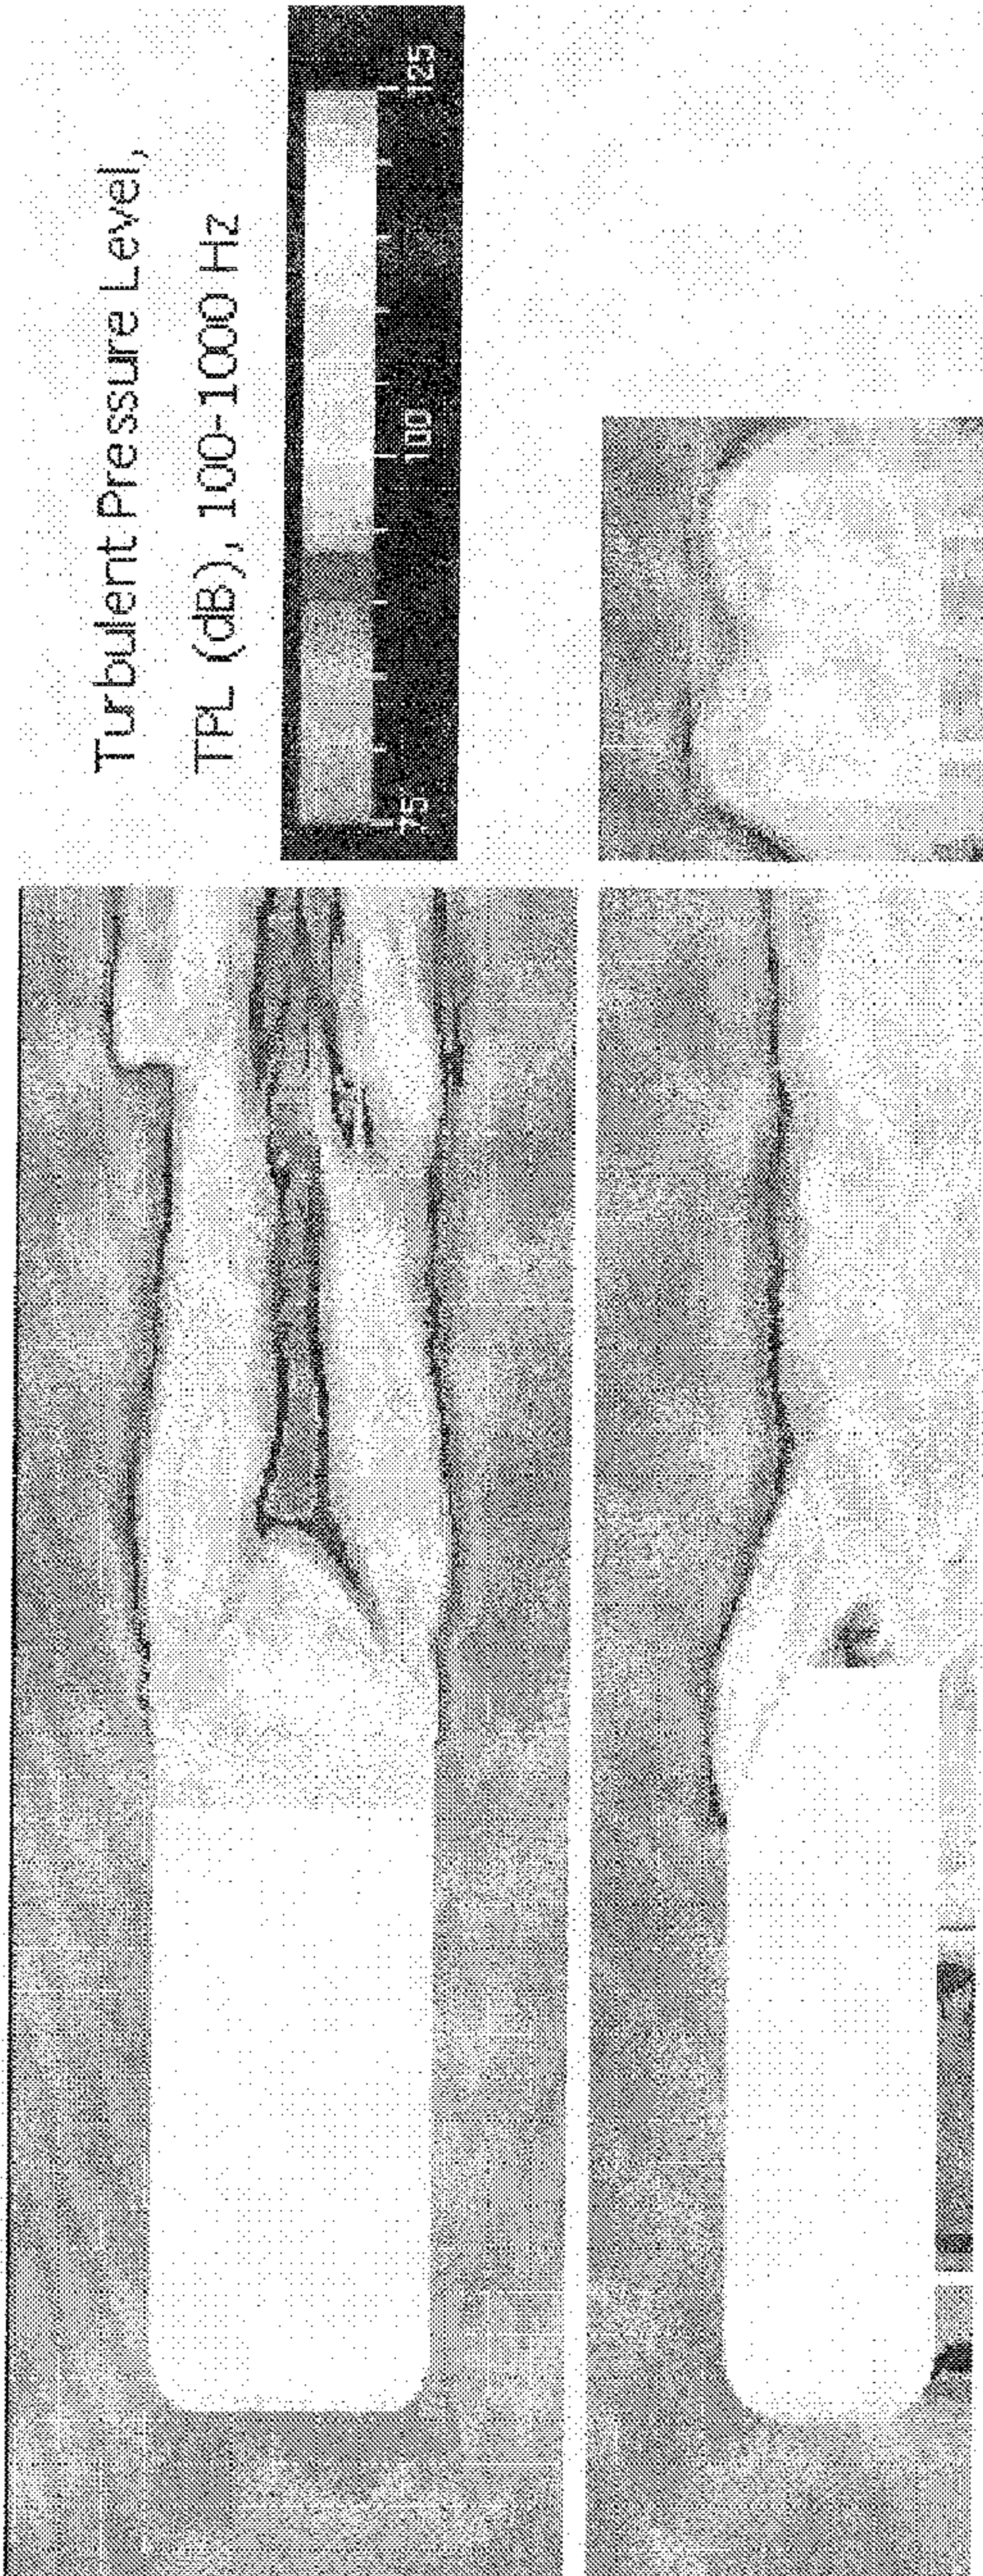 Turbulent Pressure Level,
TPL (dB), 100-1000 Hz
75
100
125